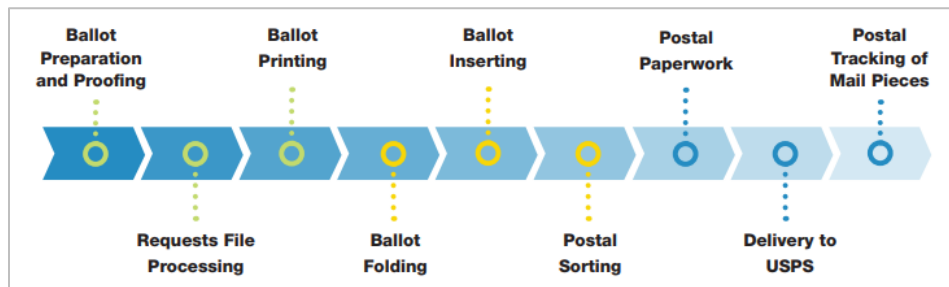 Ballot
Preparation
and Proofing
Requests File
Processing
Ballot
Printing
Ballot
Folding
Ballot
Inserting
Postal
Sorting
Postal
Paperwork
Delivery to
USPS
Postal
Tracking of
Mail Pieces